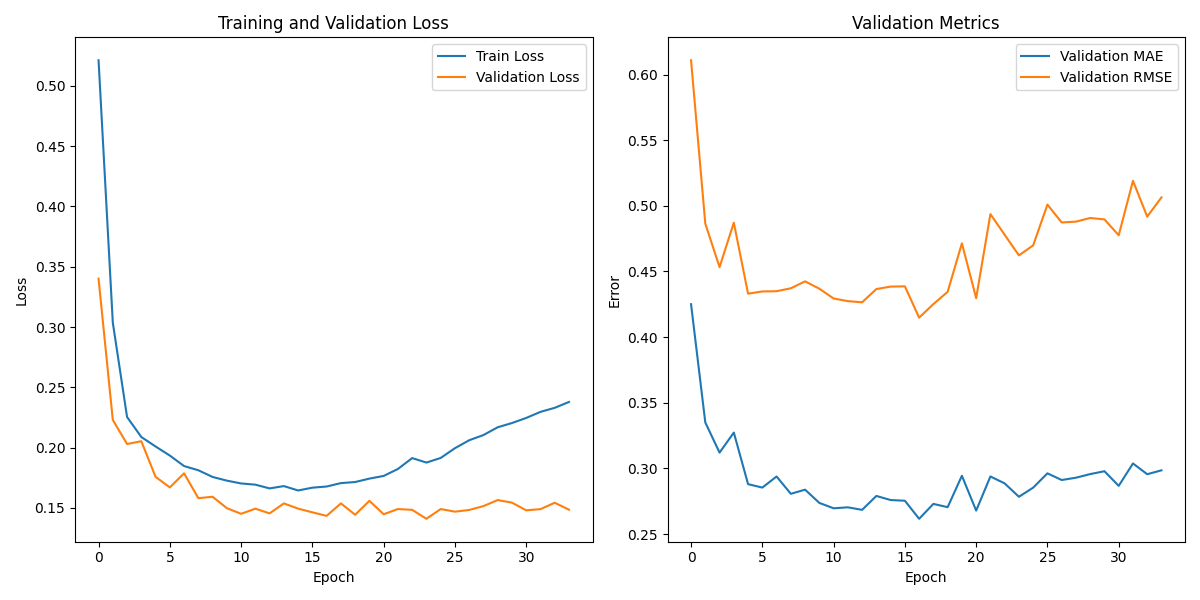 Training and Validation Loss
Train Loss
Validation Loss
0.50
0.45
0.40
0.35
0.30
0.25
0.20
0.15
Loss
0 5 10 15 20 25 30
Epoch
Validation Metrics
Validation MAE
Validation RMSE
0.60
0.55
0.50
0.45
0.40
0.35
0.30
0.25
Error
0 5 10 15 20 25 30
Epoch